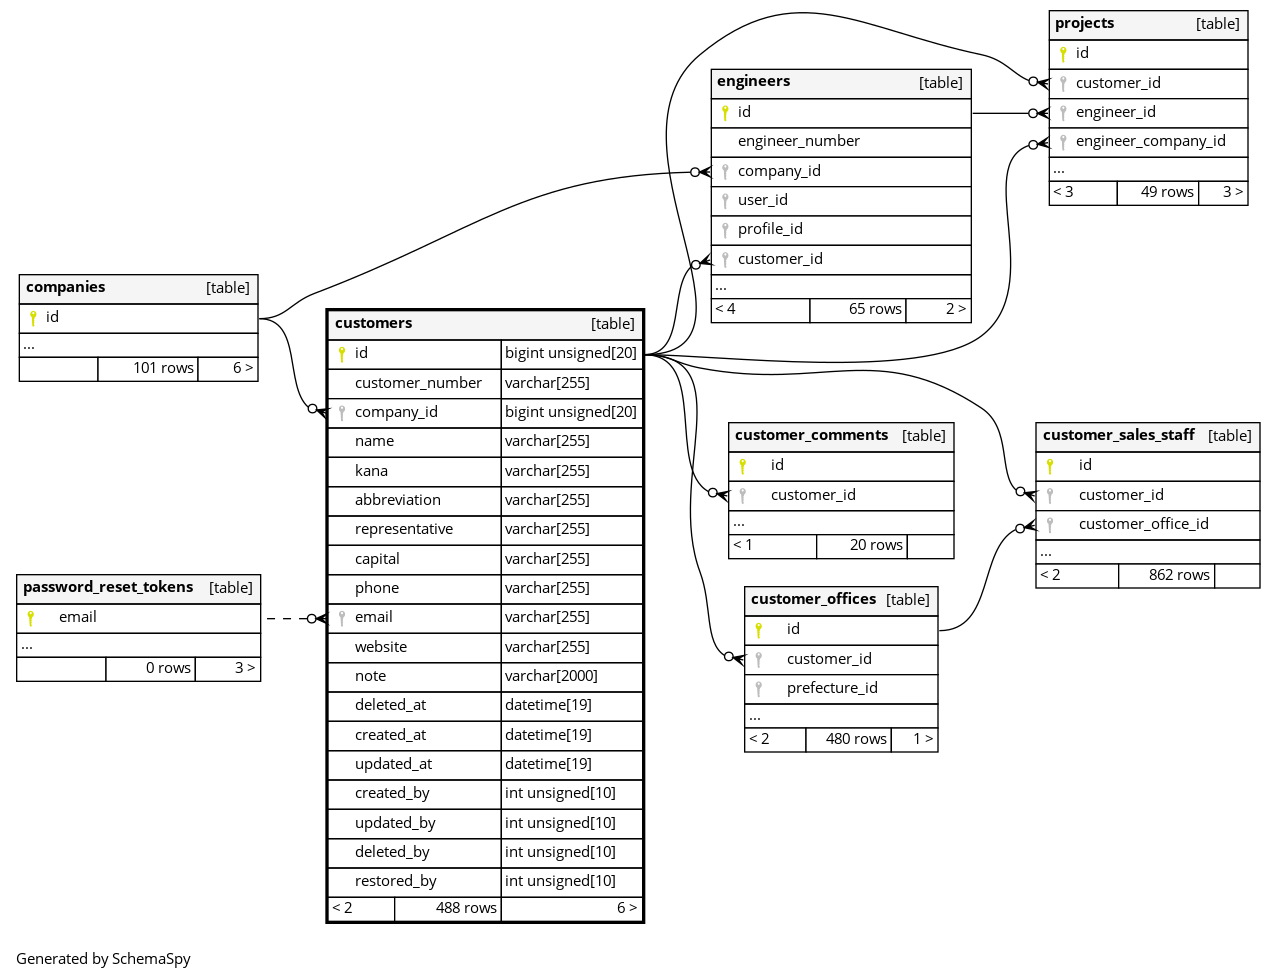 projects [table]
id
customer_id
engineer_id
engineer_company_id
...
< 3 49 rows 3 >
engineers [table]
id
engineer_number
company_id
user_id
profile_id
customer_id
...
< 4 65 rows 2 >
companies [table]
id
...
101 rows 6 >
customers [table]
id bigint unsigned[20]
customer_number varchar[255]
company_id bigint unsigned[20]
name varchar[255]
kana varchar[255]
abbreviation varchar[255]
representative varchar[255]
capital varchar[255]
phone varchar[255]
email varchar[255]
website varchar[255]
note varchar[2000]
deleted_at datetime[19]
created_at datetime[19]
updated_at datetime[19]
created_by int unsigned[10]
updated_by int unsigned[10]
deleted_by int unsigned[10]
restored_by int unsigned[10]
< 2 488 rows 6 >
customer_comments [table]
id
customer_id
...
< 1 20 rows
customer_sales_staff [table]
id
customer_id
customer_office_id
...
< 2 862 rows
password_reset_tokens [table]
email
...
0 rows 3 >
customer_offices [table]
id
customer_id
prefecture_id
...
< 2 480 rows 1 >
Generated by SchemaSpy